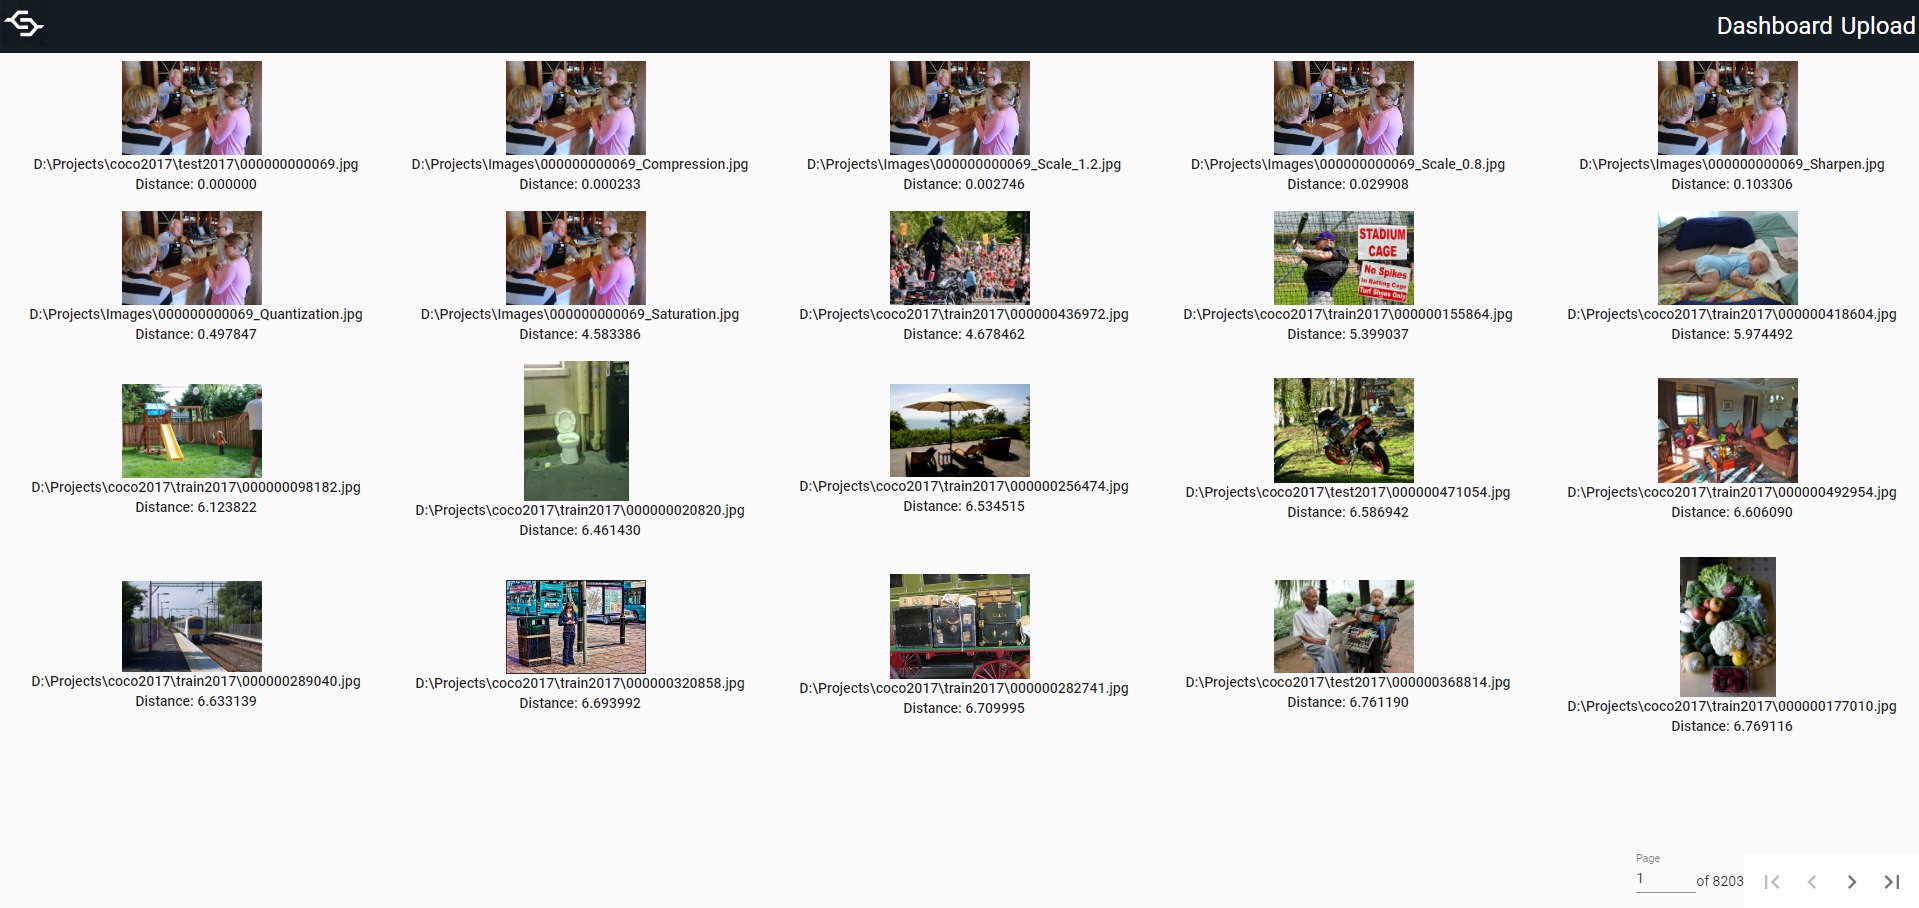 Dashboard Upload
D:\Projects\coco2017\test2017\000000000069.jpg
Distance: 0.000000
D:\Projects\Images\000000000069_Compression.jpg
Distance: 0.000233
D:\Projects\Images\000000000069_Scale_1.2.jpg
Distance: 0.002746
D:\Projects\Images\000000000069_Scale_0.8.jpg
Distance: 0.029908
D:\Projects\Images\000000000069_Sharpen.jpg
Distance: 0.103306
D:\Projects\Images\000000000069_Quantization.jpg
Distance: 0.497847
D:\Projects\Images\000000000069_Saturation.jpg
Distance: 4.583386
D:\Projects\coco2017\train2017\000000436972.jpg
Distance: 4.678462
STADIUM
CAGE
No Spikes
In Batting Cage
Turf Shoes Only
D:\Projects\coco2017\train2017\000000155864.jpg
Distance: 5.399037
D:\Projects\coco2017\train2017\000000418604.jpg
Distance: 5.974492
D:\Projects\coco2017\train2017\000000098182.jpg
Distance: 6.123822
D:\Projects\coco2017\train2017\000000020820.jpg
Distance: 6.461430
D:\Projects\coco2017\train2017\000000256474.jpg
Distance: 6.534515
D:\Projects\coco2017\test2017\000000471054.jpg
Distance: 6.586942
D:\Projects\coco2017\train2017\000000492954.jpg
Distance: 6.606090
D:\Projects\coco2017\train2017\000000289040.jpg
Distance: 6.633139
D:\Projects\coco2017\train2017\000000320858.jpg
Distance: 6.693992
D:\Projects\coco2017\train2017\000000282741.jpg
Distance: 6.709995
D:\Projects\coco2017\test2017\000000368814.jpg
Distance: 6.761190
D:\Projects\coco2017\train2017\000000177010.jpg
Distance: 6.769116
Page
1 of 8203